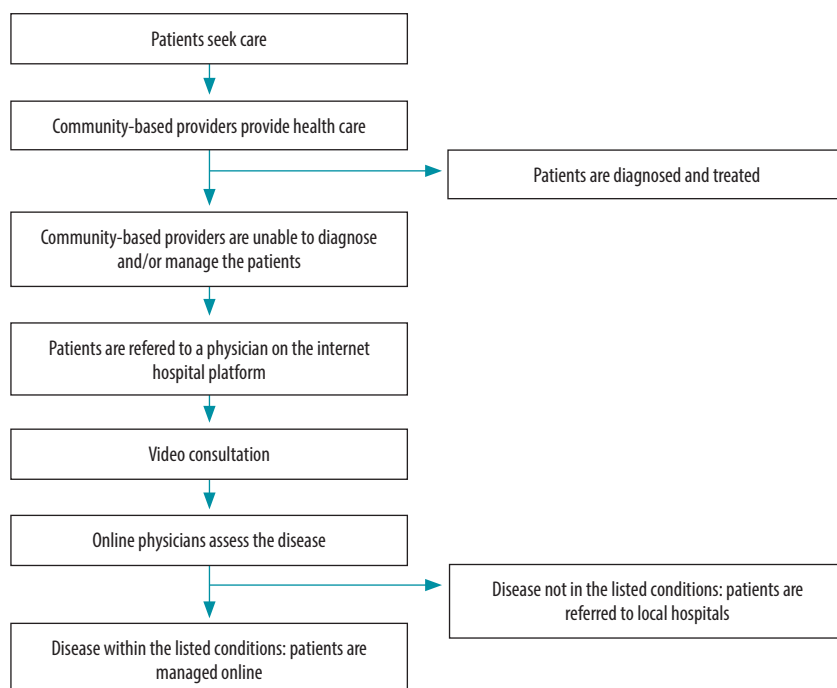 Patients seek care
Community-based providers provide health care
Patients are diagnosed and treated
Community-based providers are unable to diagnose
and/or manage the patients
Patients are refered to a physician on the internet
hospital platform
Video consultation
Online physicians assess the disease
Disease not in the listed conditions: patients are
referred to local hospitals
Disease within the listed conditions: patients are
managed online